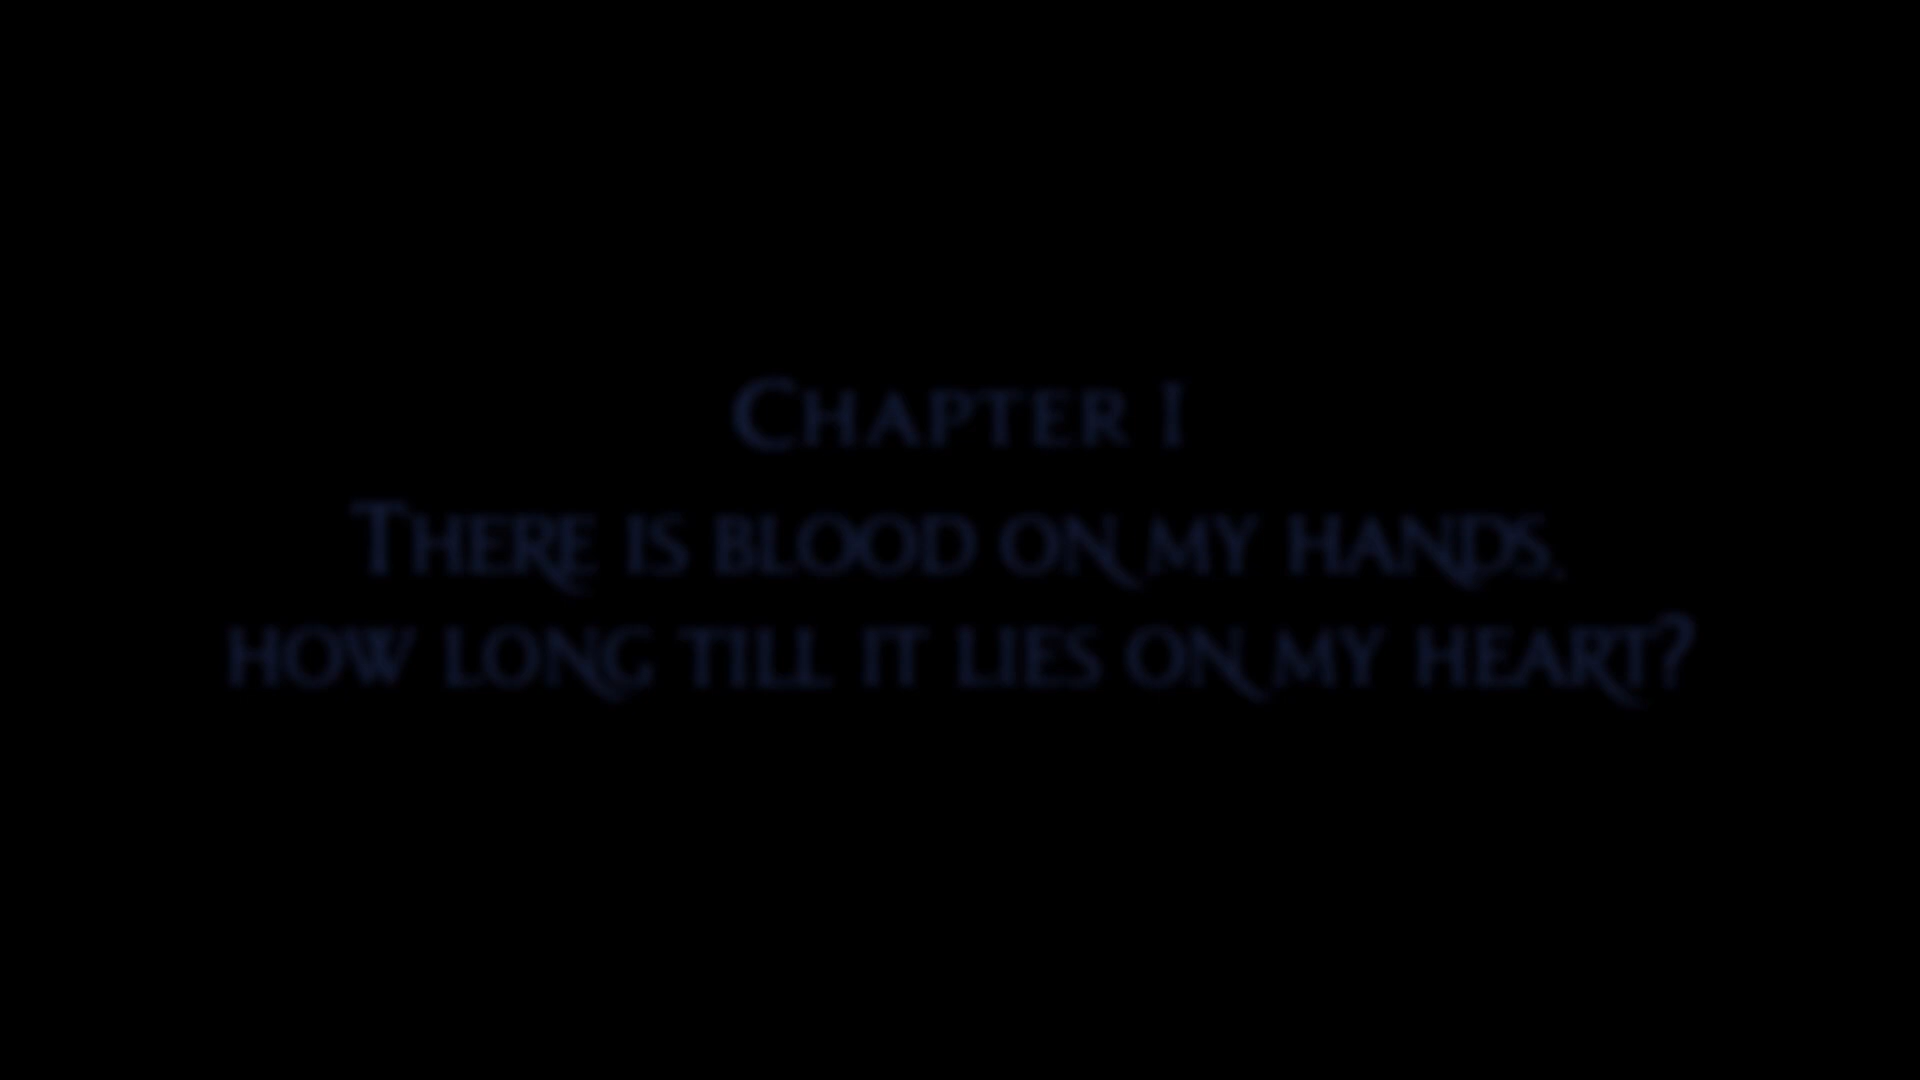 Chapter I
There is blood on my hands.
how long till it lies on my heart?